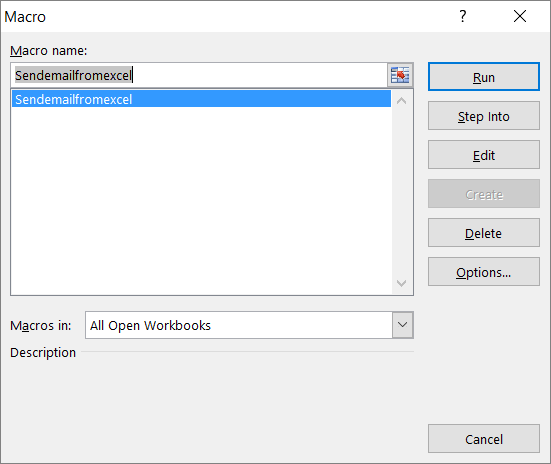 Macro
?
Macro name:
Sendemailfromexcel
Sendemailfromexcel
Run
Step Into
Edit
Create
Delete
Options...
Macros in:
All Open Workbooks
Description
Cancel